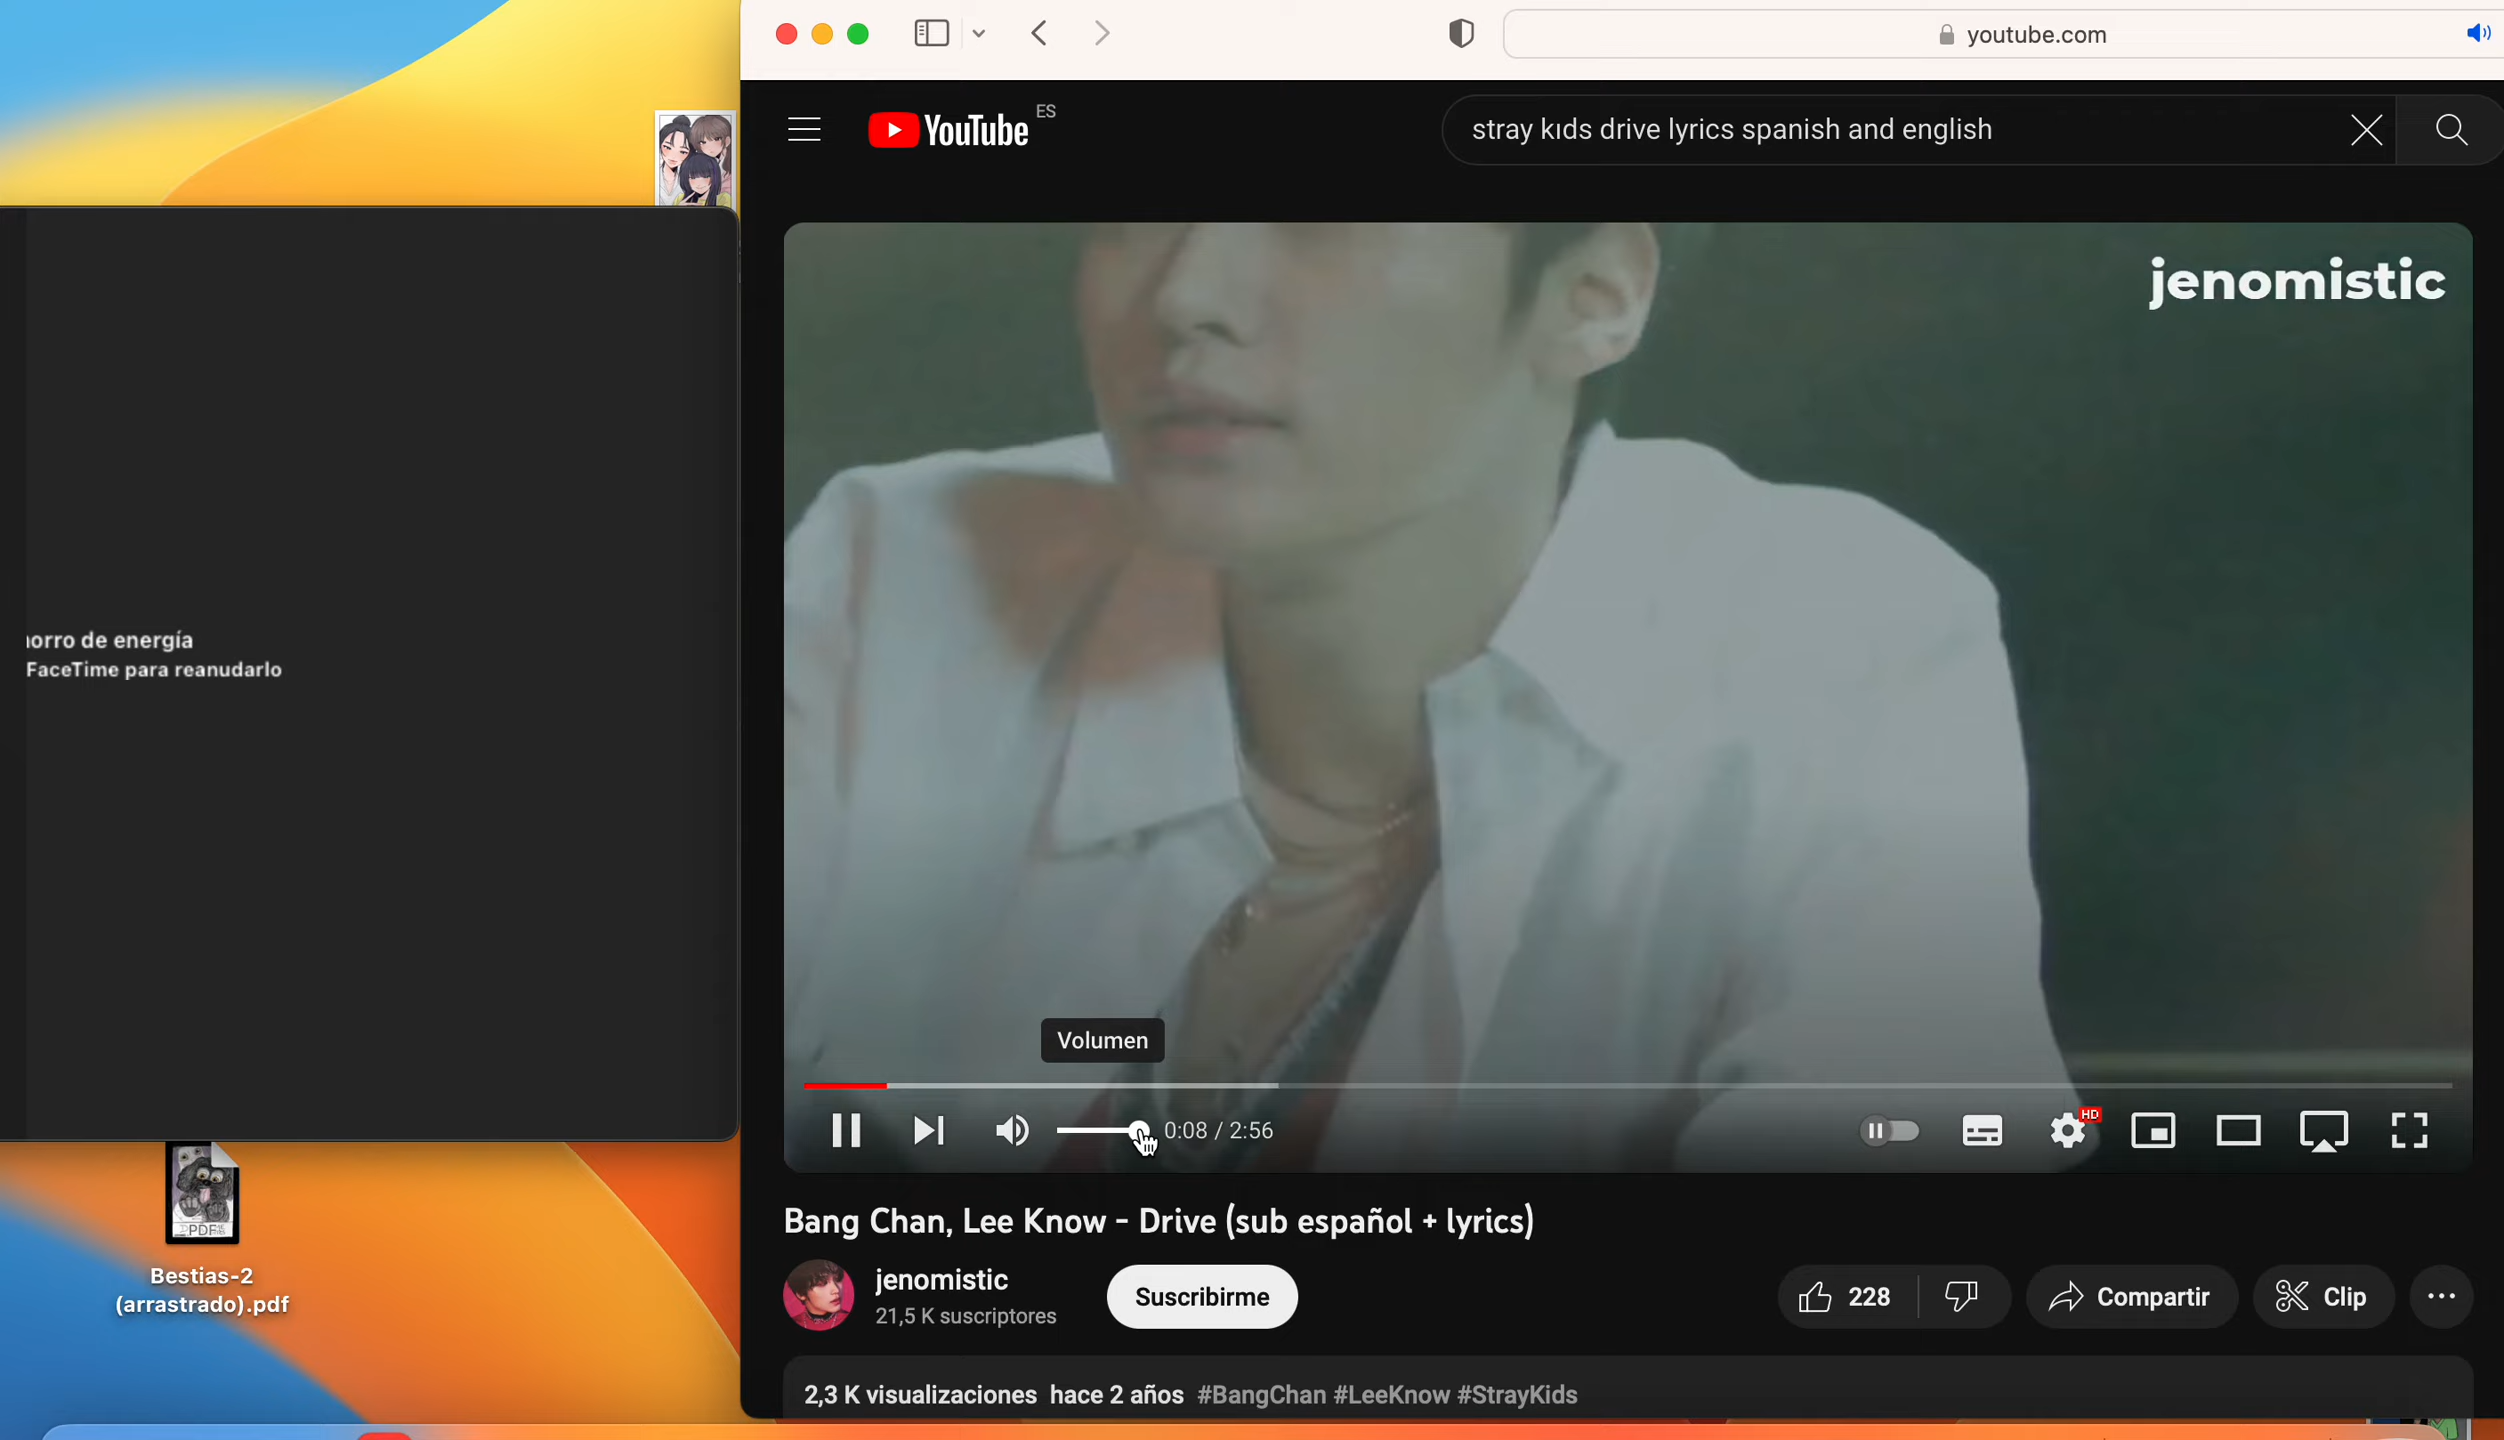 youtube.com
YouTube ES
stray kids drive lyrics spanish and english
jenomistic
orro de energía
FaceTime para reanudarlo
Volumen
0:08 / 2:56
HD
Bang Chan, Lee Know - Drive (sub español + lyrics)
jenomistic
21,5 K suscriptores
Suscribirme
228
Compartir
Clip
2,3 K visualizaciones hace 2 años #BangChan #LeeKnow #StrayKids
PDF
Bestias-2
(arrastrado).pdf